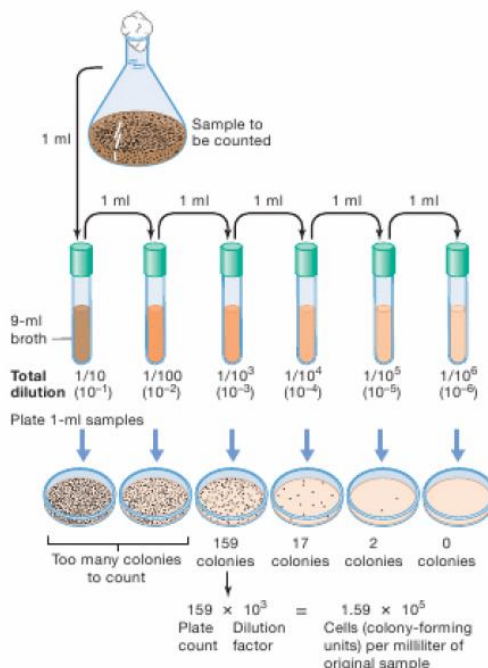 Sample to
be counted
1 ml
1 ml
1 ml
1 ml
1 ml
1 ml
9-ml
broth
Total
dilution
1/10
(10⁻¹)
1/100
(10⁻²)
1/10³
(10⁻³)
1/10⁴
(10⁻⁴)
1/10⁵
(10⁻⁵)
1/10⁶
(10⁻⁶)
Plate 1-ml samples
Too many colonies
to count
159
colonies
17
colonies
2
colonies
0
colonies
159 × 10³ = 1.59 × 10⁵
Plate
count
Dilution
factor
Cells (colony-forming
units) per milliliter of
original sample